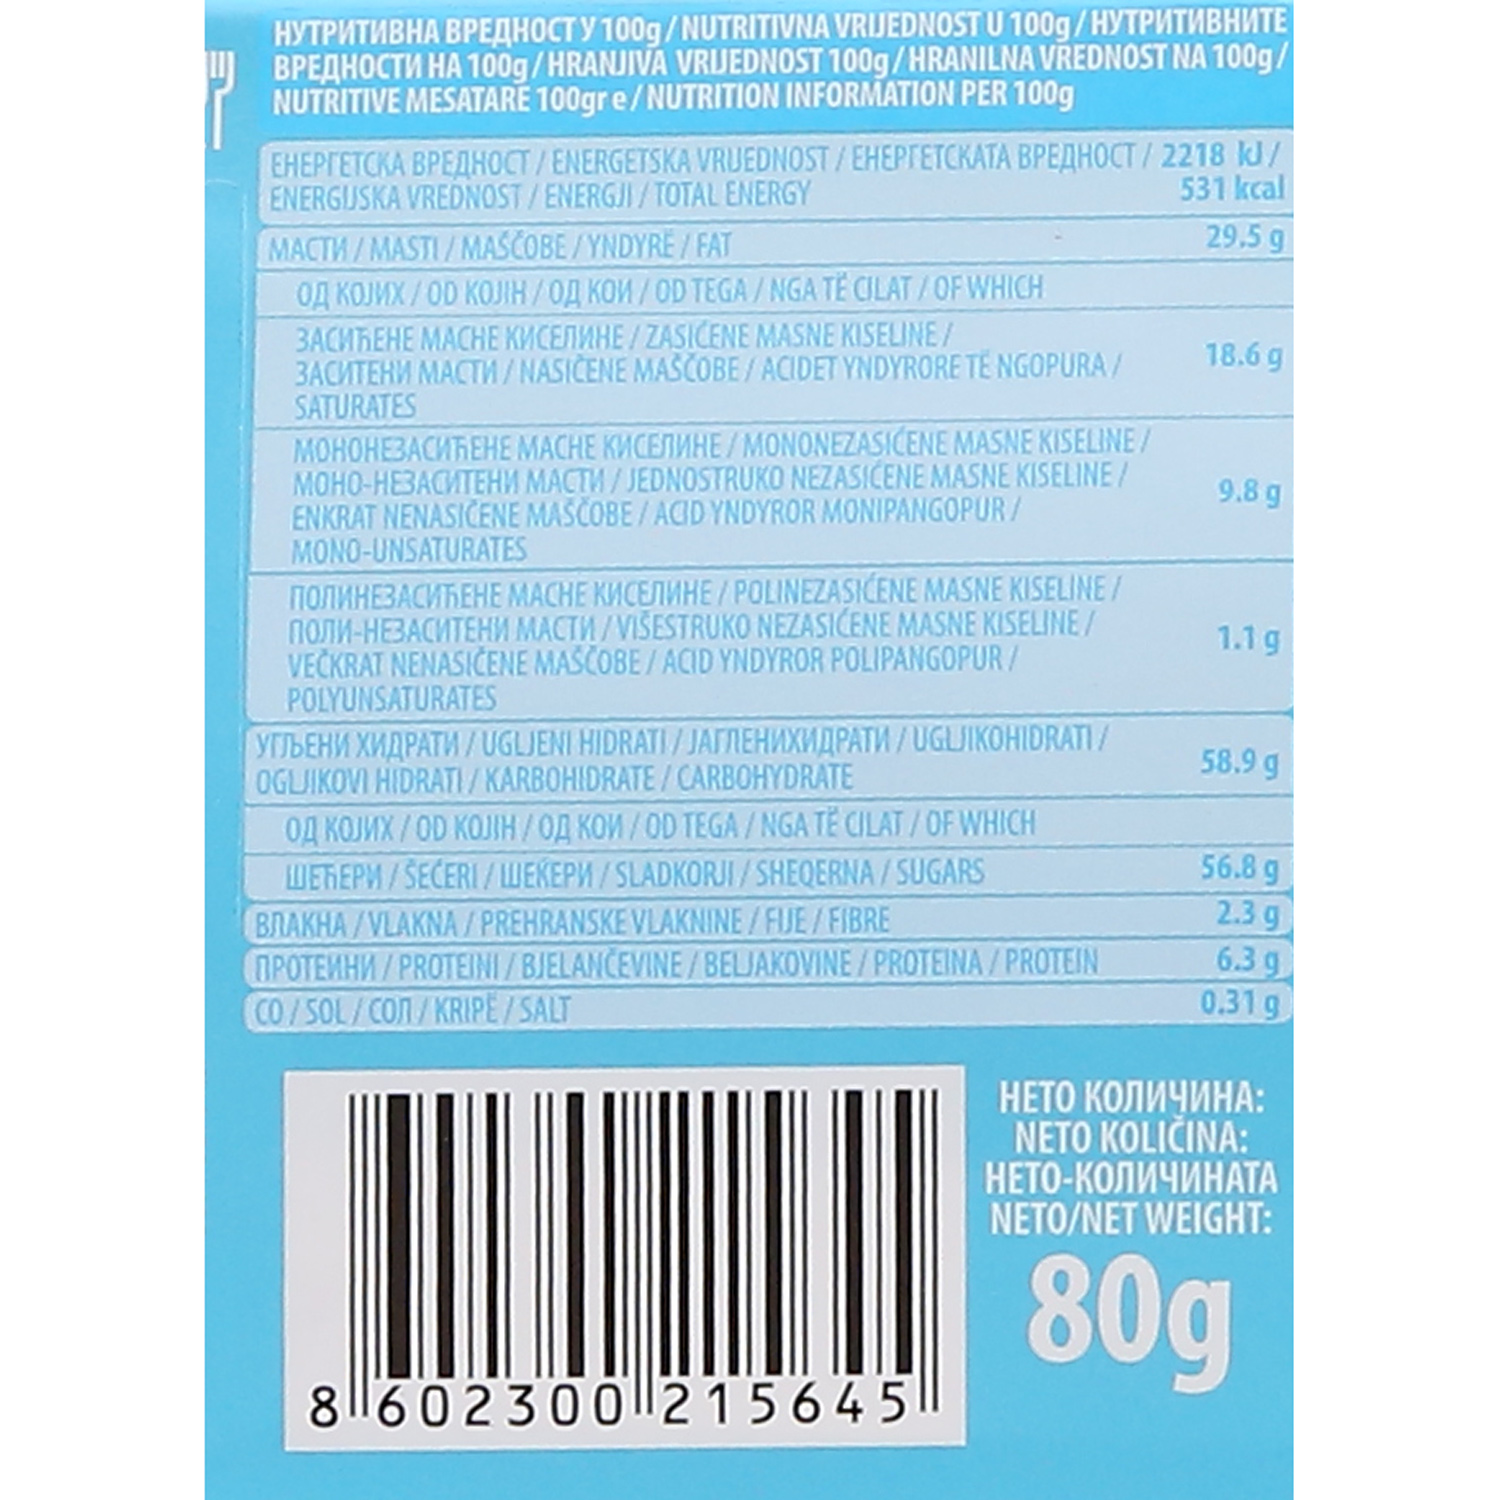 НУТРИТИВНА ВРЕДНОСТ У 100g / NUTRITIVNA VRIJEDNOST U 100g / НУТРИТИВНИТЕ
ВРЕДНОСТИ НА 100g / HRANJIVA VRIJEDNOST 100g / HRANILNA VREDNOST NA 100g /
NUTRITIVE MESATARE 100gr e / NUTRITION INFORMATION PER 100g
ЕНЕРГЕТСКА ВРЕДНОСТ / ENERGETSKA VRIJEDNOST / ЕНЕРГЕТСКАТА ВРЕДНОСТ / 2218 kJ /
ENERGIJSKA VREDNOST / ENERGJI / TOTAL ENERGY 531 kcal
МАСТИ / MASTI / MAŠČOBE / YNDYRË / FAT 29.5 g
ОД КОЈИХ / OD KOJIH / ОД КОИ / OD TEGA / NGA TË CILAT / OF WHICH
ЗАСИЋЕНЕ МАСНЕ КИСЕЛИНЕ / ZASIĆENE MASNE KISELINE /
ЗАСИТЕНИ МАСТИ / NASIČENE MAŠČOBE / ACIDET YNDYRORE TË NGOPURA / 18.6 g
SATURATES
МОНОНЕЗАСИЋЕНЕ МАСНЕ КИСЕЛИНЕ / MONONEZASIĆENE MASNE KISELINE /
МОНО-НЕЗАСИТЕНИ МАСТИ / JEDNOSTRUKO NEZASIĆENE MASNE KISELINE / 9.8 g
ENKRAT NENASIČENE MAŠČOBE / ACID YNDYROR MONIPANGOPUR /
MONO-UNSATURATES
ПОЛИНЕЗАСИЋЕНЕ МАСНЕ КИСЕЛИНЕ / POLINEZASIĆENE MASNE KISELINE /
ПОЛИ-НЕЗАСИТЕНИ МАСТИ / VIŠESTRUKO NEZASIĆENE MASNE KISELINE / 1.1 g
VEČKRAT NENASIČENE MAŠČOBE / ACID YNDYROR POLIPANGOPUR /
POLYUNSATURATES
УГЉЕНИ ХИДРАТИ / UGLJENI HIDRATI / ЈАГЛЕНИХИДРАТИ / UGLJIKOHIDRATI /
OGLJIKOVI HIDRATI / KARBOHIDRATE / CARBOHYDRATE 58.9 g
ОД КОЈИХ / OD KOJIH / ОД КОИ / OD TEGA / NGA TË CILAT / OF WHICH
ШЕЋЕРИ / ŠEĆERI / ШЕЌЕРИ / SLADKORJI / SHEQERNA / SUGARS 56.8 g
ВЛАКНА / VLAKNA / PREHRANSKE VLAKNINE / FIJE / FIBRE 2.3 g
ПРОТЕИНИ / PROTEINI / BJELANČEVINE / BELJAKOVINE / PROTEINA / PROTEIN 6.3 g
СО / SOL / СОЛ / KRIPË / SALT 0.31 g
НЕТО КОЛИЧИНА:
NETO KOLIČINA:
НЕТО-КОЛИЧИНАТА
NETO/NET WEIGHT:
80g
8 602300 215645